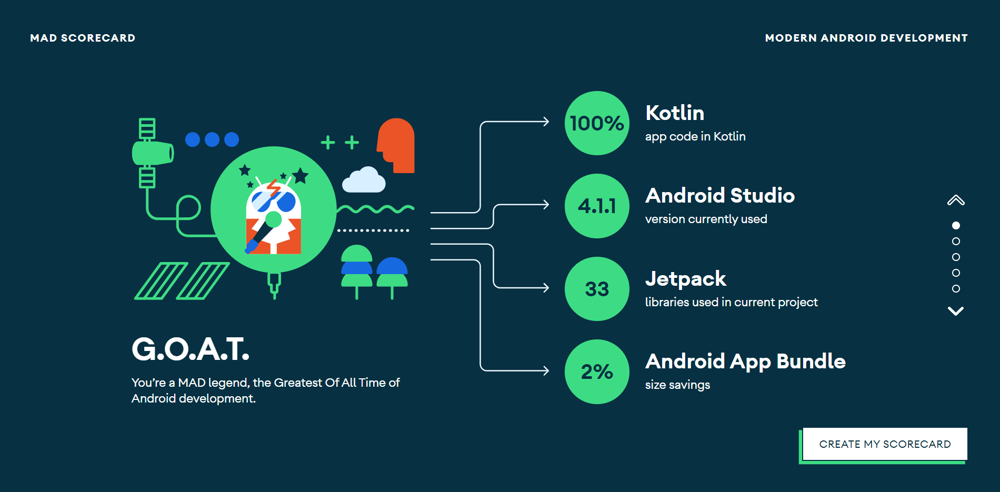 MAD SCORECARD
MODERN ANDROID DEVELOPMENT
G.O.A.T.
You’re a MAD legend, the Greatest Of All Time of
Android development.
100%
Kotlin
app code in Kotlin
4.1.1
Android Studio
version currently used
33
Jetpack
libraries used in current project
2%
Android App Bundle
size savings
CREATE MY SCORECARD